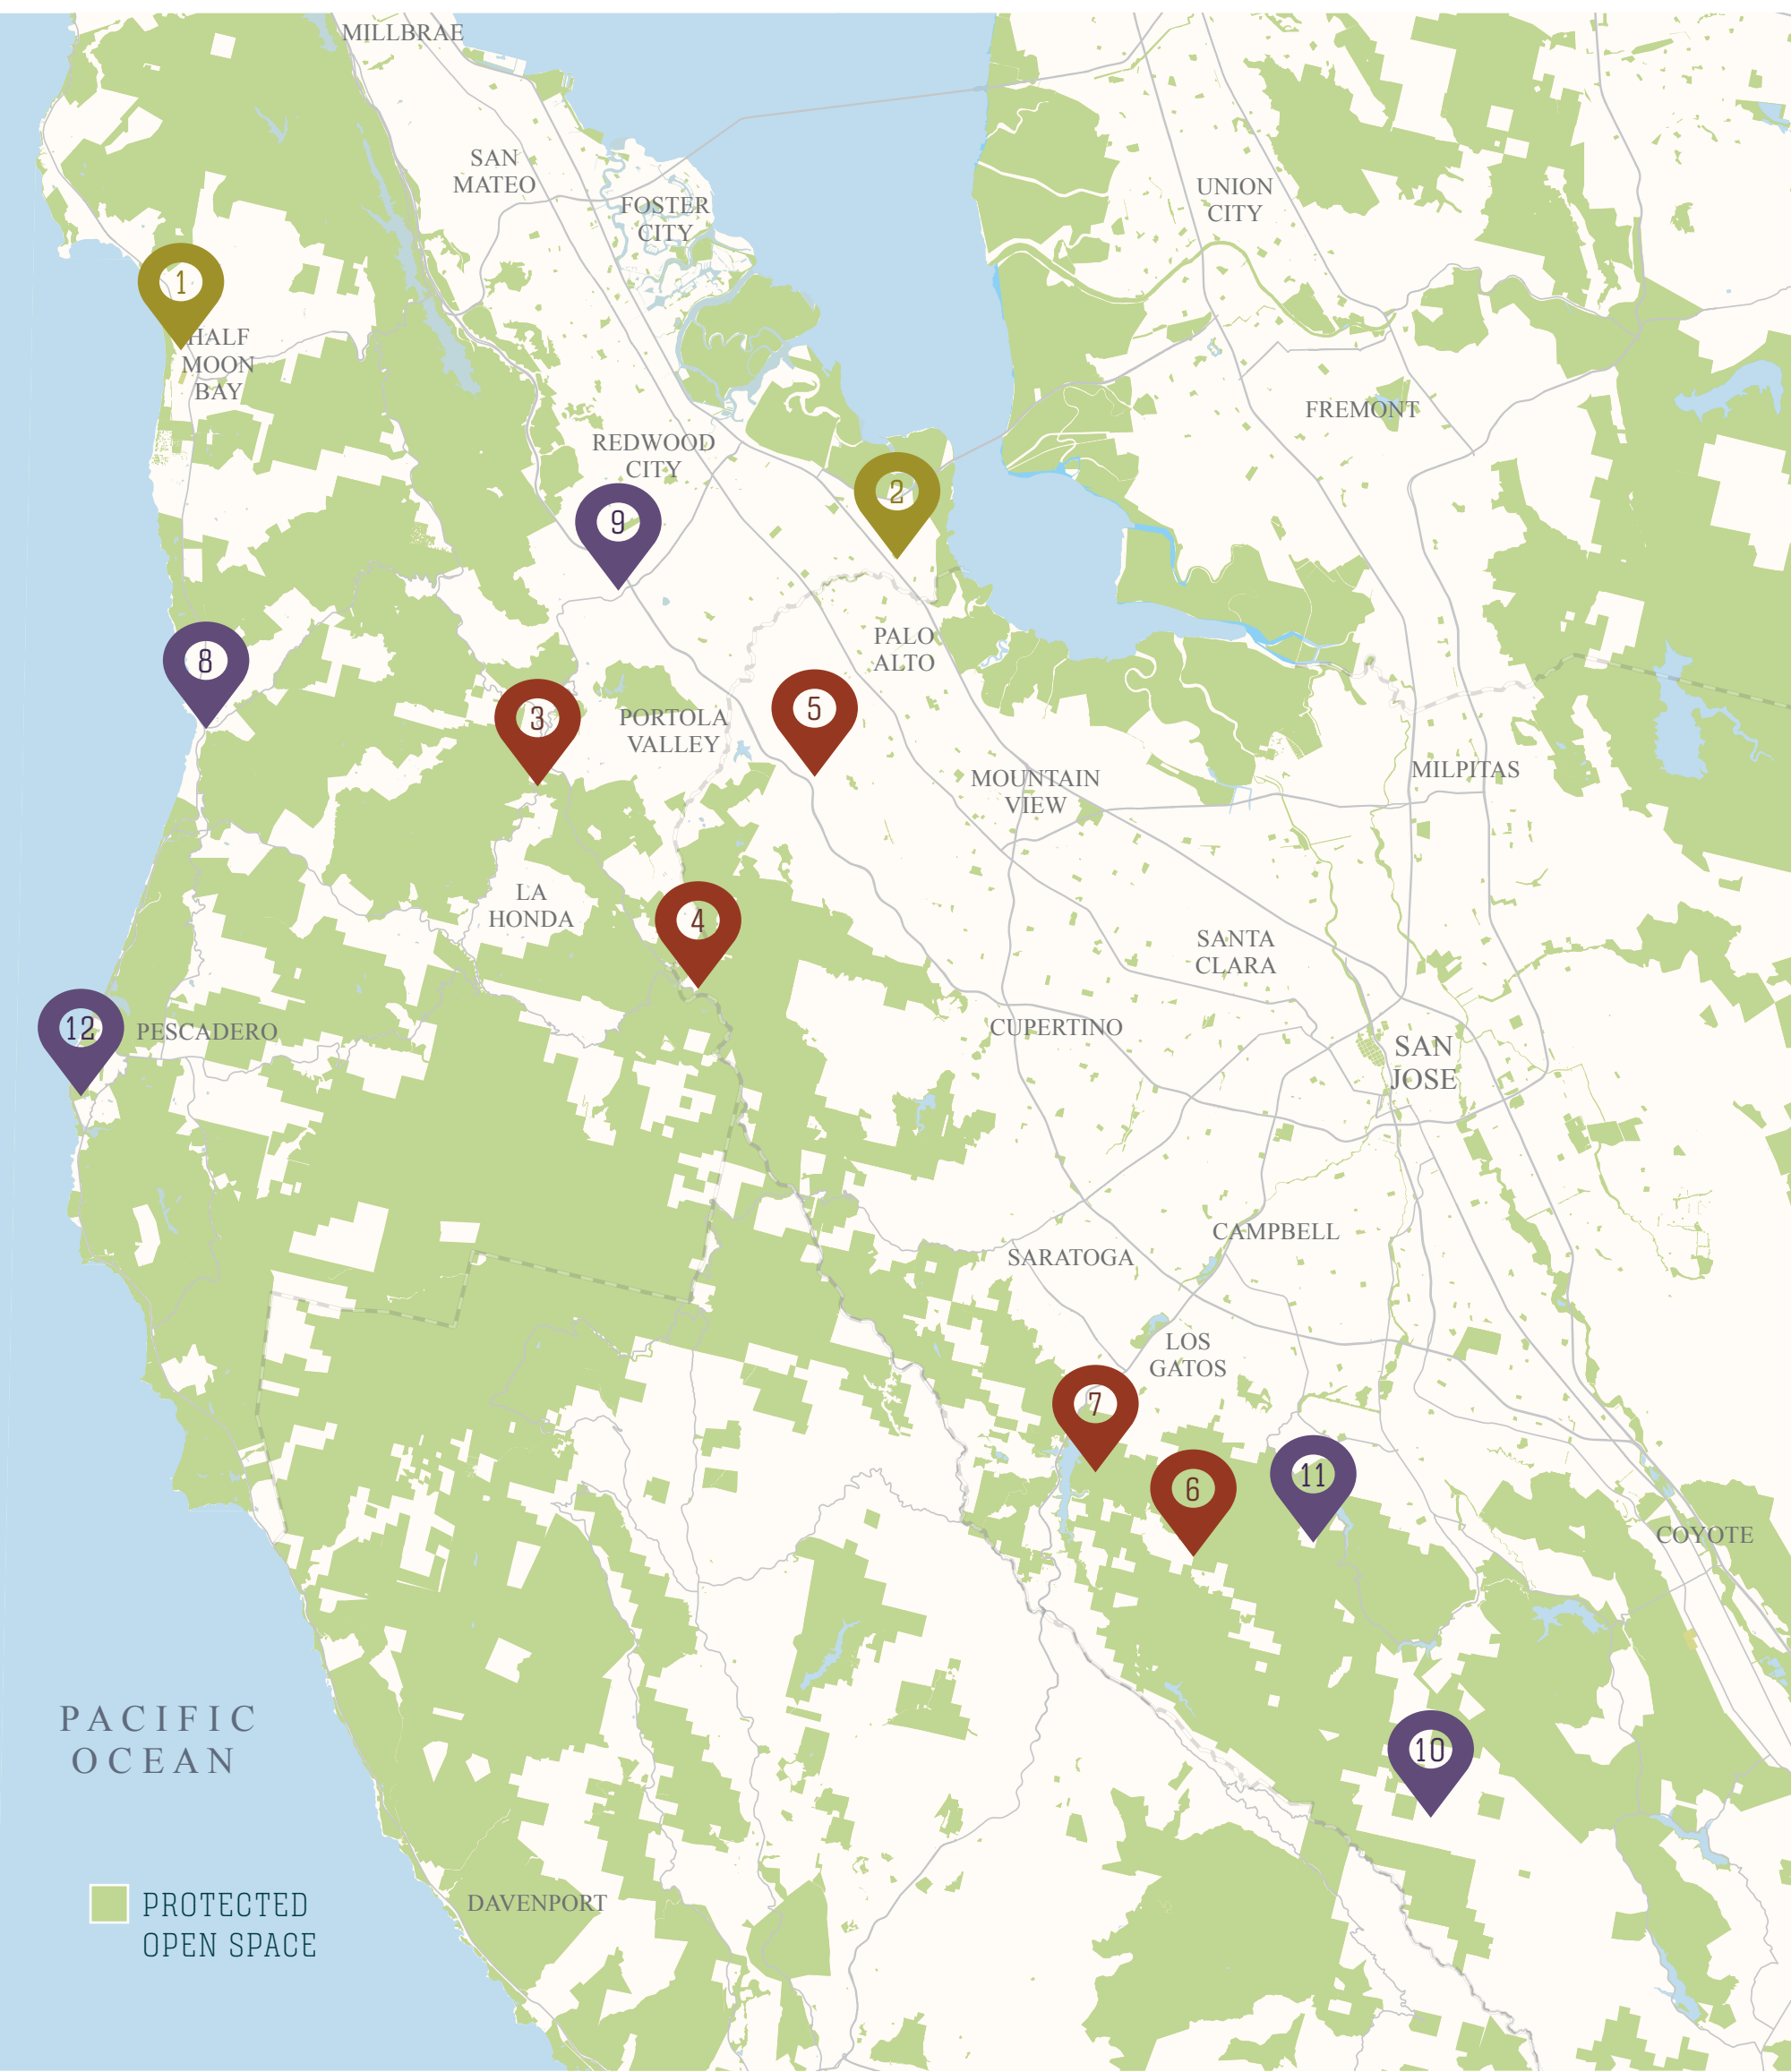 MILLBRAE
SAN
MATEO
FOSTER
CITY
UNION
CITY
1
HALF
MOON
BAY
FREMONT
REDWOOD
CITY
2
9
8
PALO
ALTO
3
PORTOLA
VALLEY
5
MOUNTAIN
VIEW
MILPITAS
LA
HONDA
4
SANTA
CLARA
12
PESCADERO
CUPERTINO
SAN
JOSE
SARATOGA
CAMPBELL
LOS
GATOS
7
6
11
COYOTE
PACIFIC
OCEAN
10
DAVENPORT
PROTECTED
OPEN SPACE